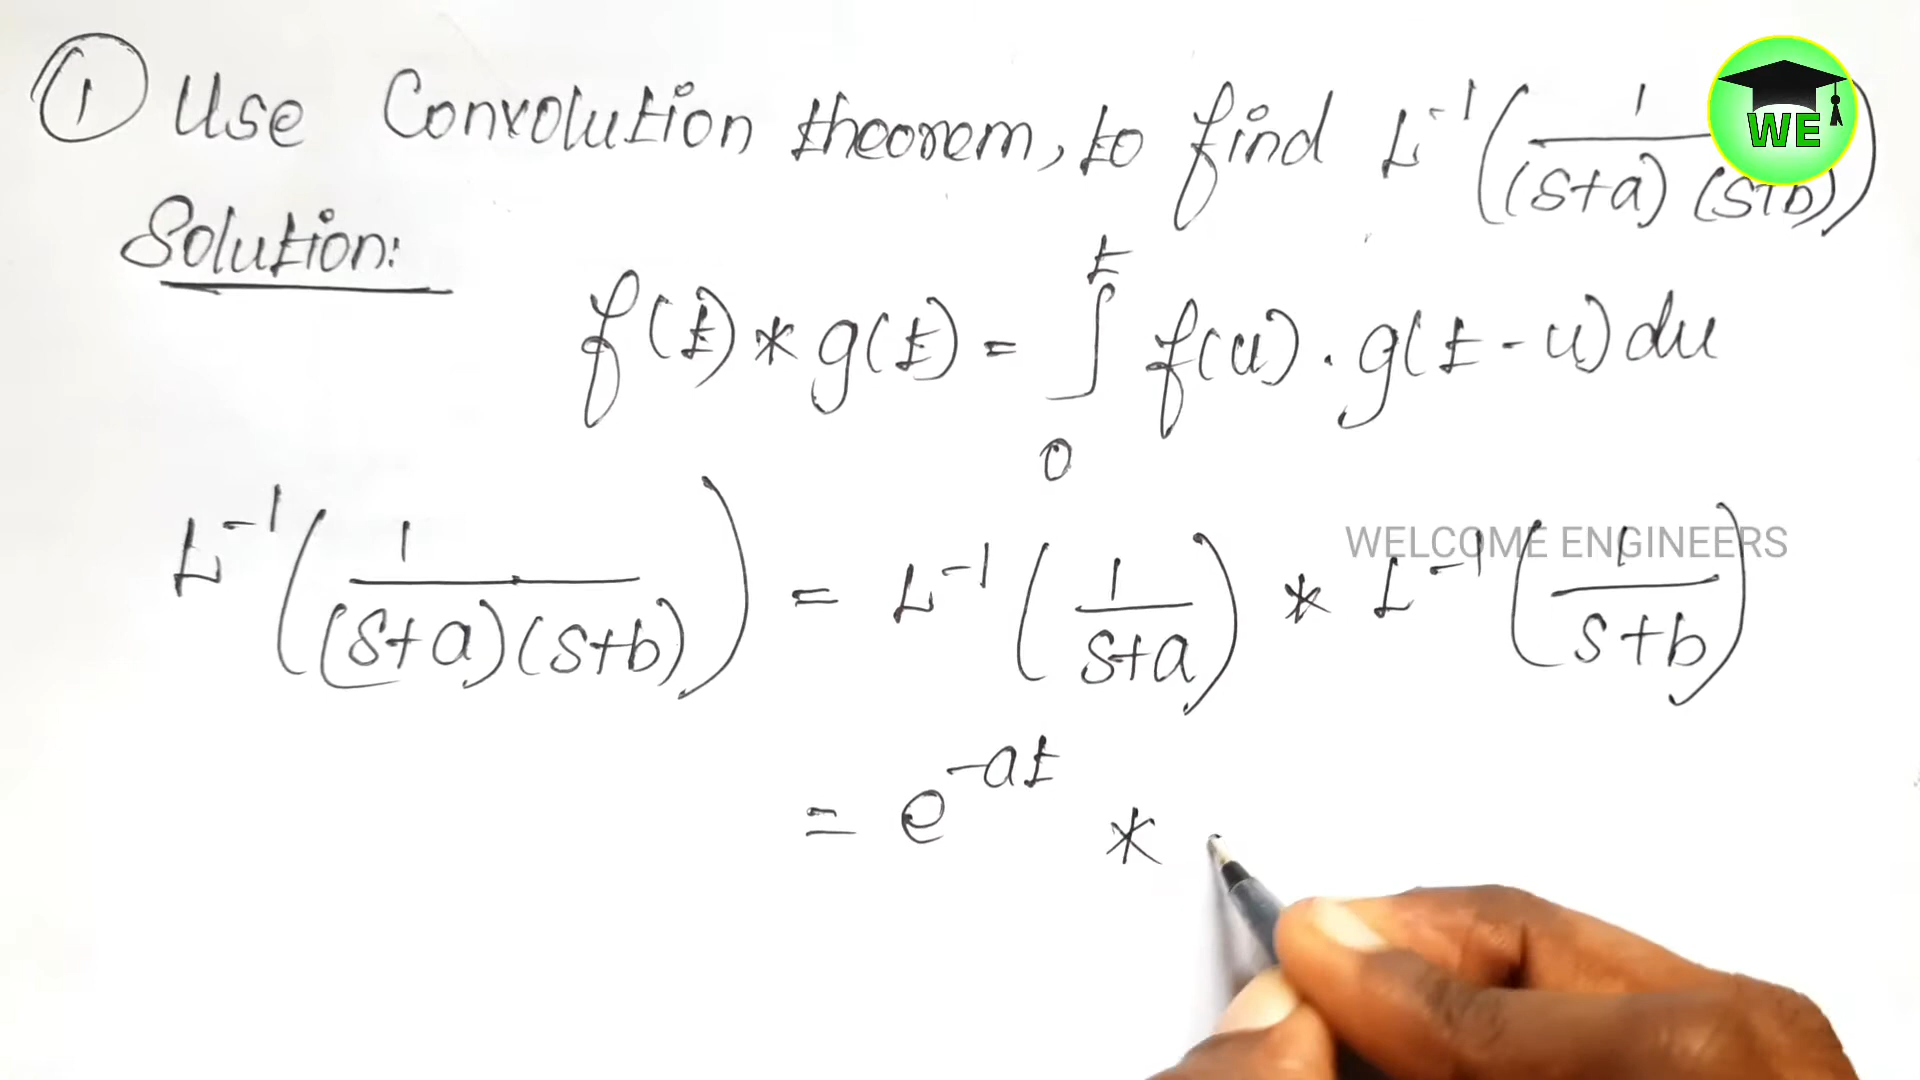 ① Use Convolution theorem, to find L⁻¹(1/((s+a)(s+b)))
WE
Solution:
f(t) * g(t) = ∫₀ᵗ f(u) . g(t-u) du
WELCOME ENGINEERS
L⁻¹(1/((s+a)(s+b))) = L⁻¹(1/(s+a)) * L⁻¹(1/(s+b))
= e^(-at) *